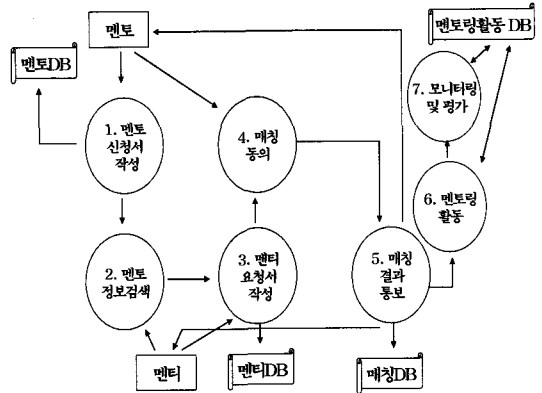 멘토
멘토DB
멘토링활동 DB
7. 모니터링
및 평가
1. 멘토
신청서
작성
4. 매칭
동의
6. 멘토링
활동
2. 멘토
정보검색
3. 멘티
요청서
작성
5. 매칭
결과
통보
멘티
멘티DB
매칭DB